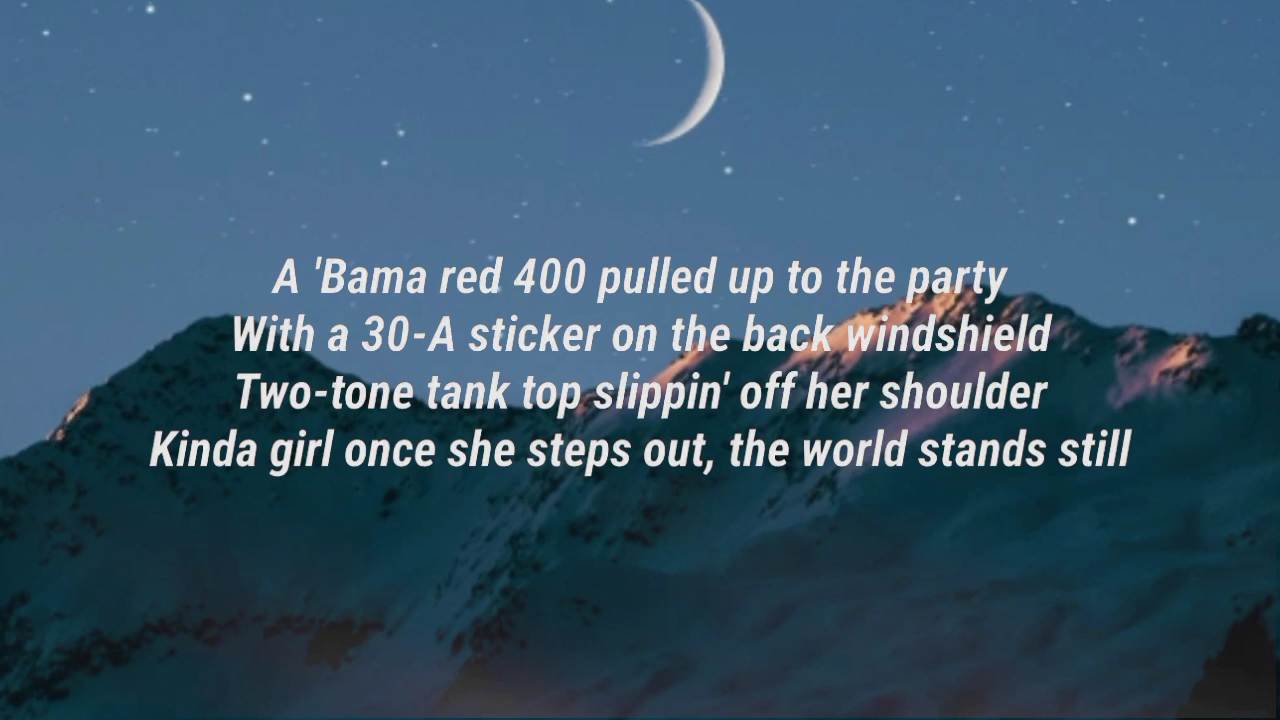 A 'Bama red 400 pulled up to the party
With a 30-A sticker on the back windshield
Two-tone tank top slippin' off her shoulder
Kinda girl once she steps out, the world stands still